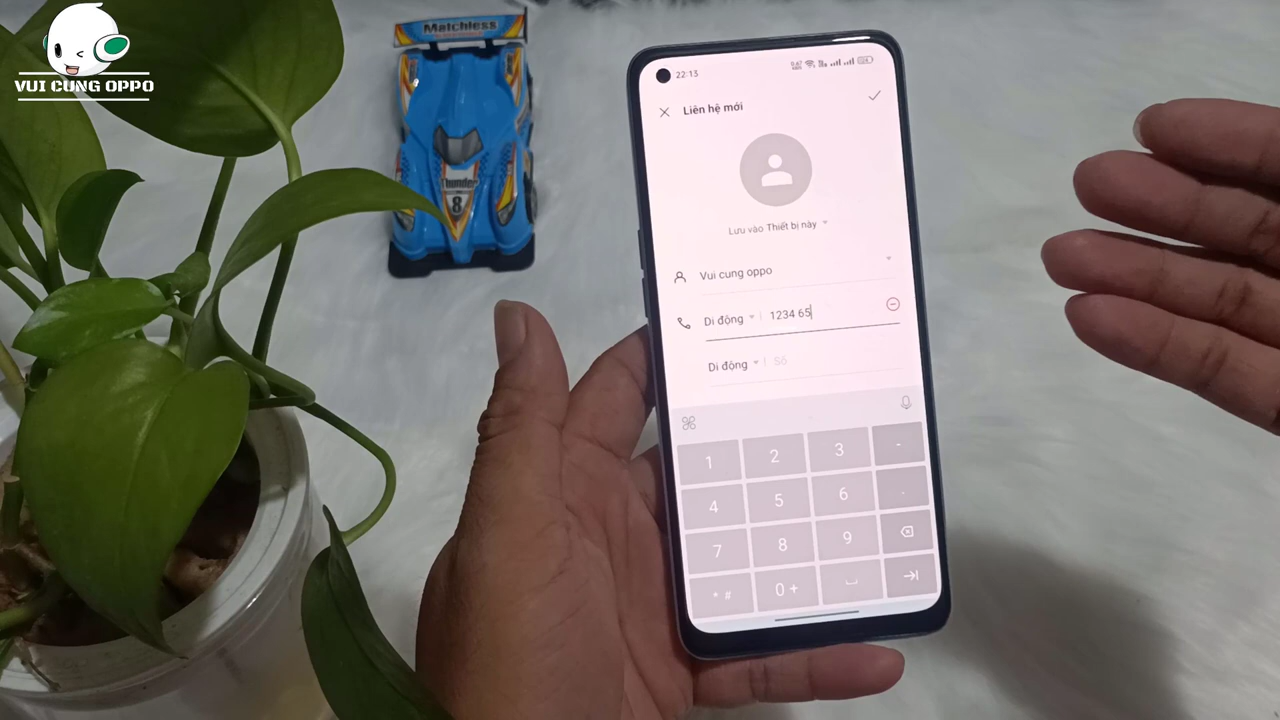 VUI CUNG OPPO
Matchless
Thunder
8
22:13
Liên hệ mới
Lưu vào Thiết bị này
Vui cung oppo
Di động 1234 65
Di động Số
1 2 3 -
4 5 6 .
7 8 9
* # 0 +